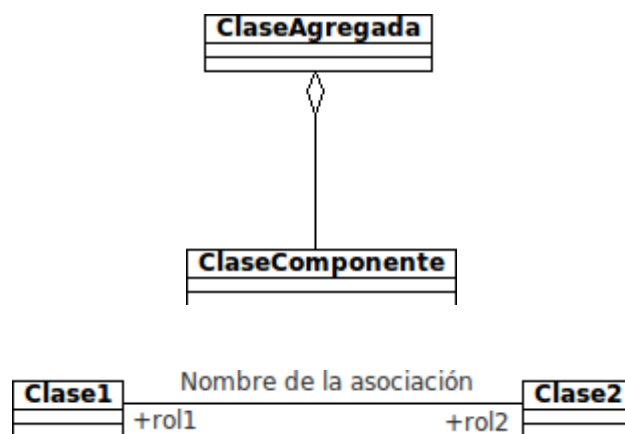 ClaseAgregada
ClaseComponente
Nombre de la asociación
Clase1
Clase2
+rol1
+rol2